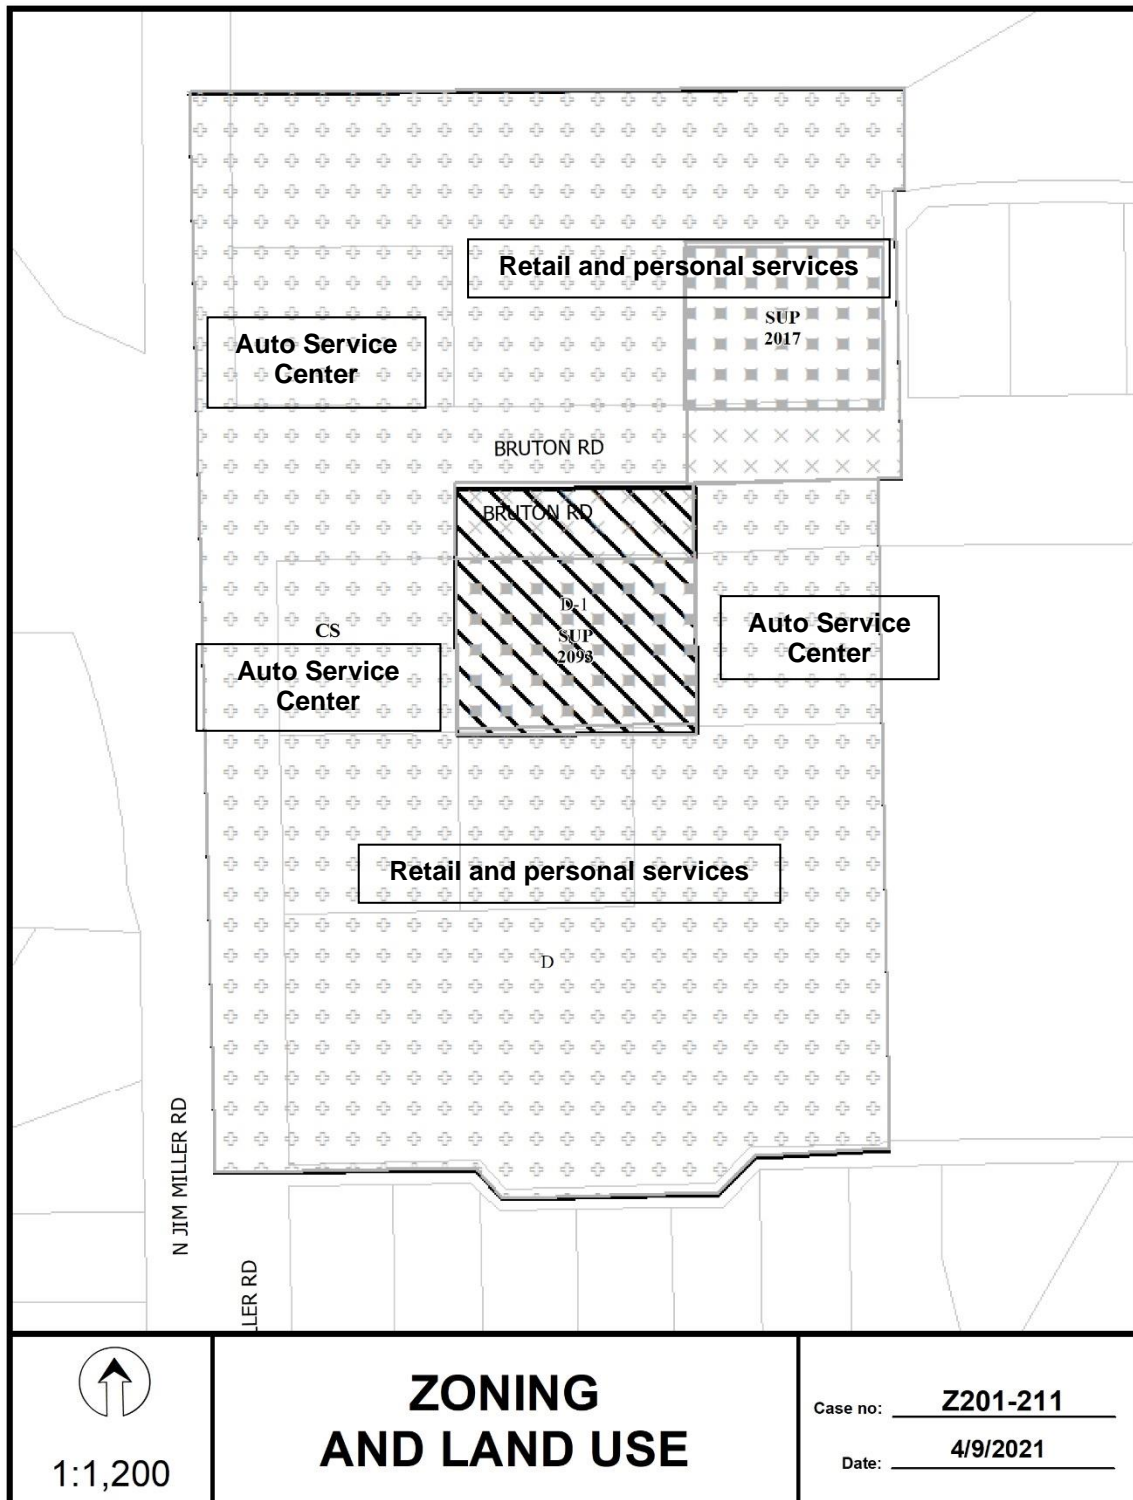 Retail and personal services
SUP
2017
Auto Service
Center
BRUTON RD
BRUTON RD
D-1
SUP
2093
Auto Service
Center
CS
Auto Service
Center
Retail and personal services
D
N JIM MILLER RD
LER RD
1:1,200
ZONING
AND LAND USE
Case no: Z201-211
Date: 4/9/2021